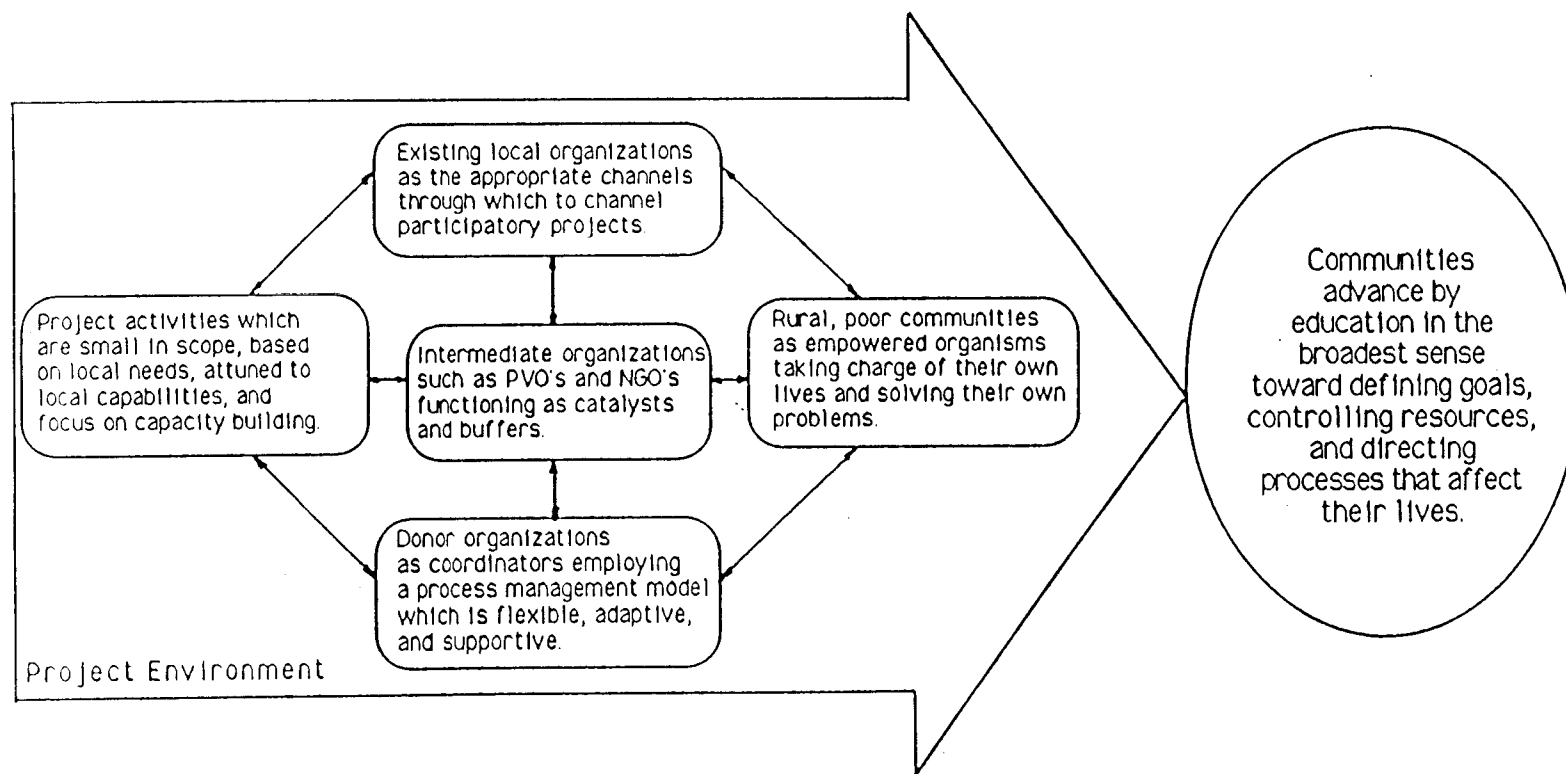 Existing local organizations
as the appropriate channels
through which to channel
participatory projects.
Project activities which
are small in scope, based
on local needs, attuned to
local capabilities, and
focus on capacity building.
Intermediate organizations
such as PVO's and NGO's
functioning as catalysts
and buffers.
Rural, poor communities
as empowered organisms
taking charge of their own
lives and solving their own
problems.
Donor organizations
as coordinators employing
a process management model
which is flexible, adaptive,
and supportive.
Project Environment
Communities
advance by
education in the
broadest sense
toward defining goals,
controlling resources,
and directing
processes that affect
their lives.